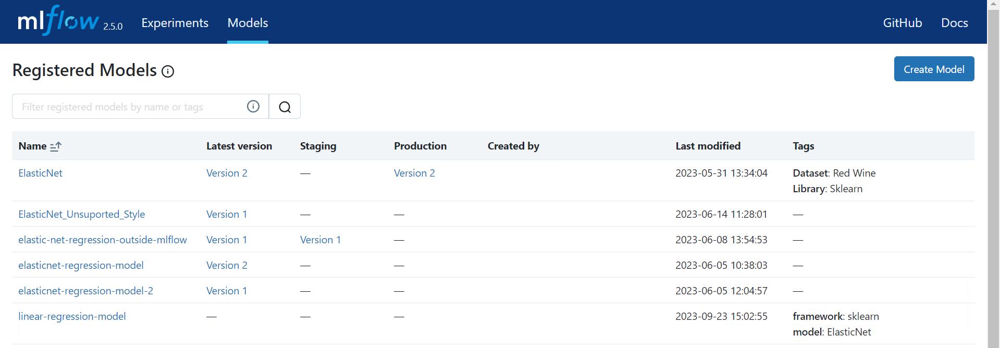 mlflow 2.5.0 Experiments Models GitHub Docs
Registered Models
Create Model
Filter registered models by name or tags
Name Latest version Staging Production Created by Last modified Tags
ElasticNet Version 2 — Version 2 2023-05-31 13:34:04 Dataset: Red Wine
Library: Sklearn
ElasticNet_Unsuported_Style Version 1 — — 2023-06-14 11:28:01 —
elastic-net-regression-outside-mlflow Version 1 Version 1 — 2023-06-08 13:54:53 —
elasticnet-regression-model Version 2 — — 2023-06-05 10:38:03 —
elasticnet-regression-model-2 Version 1 — — 2023-06-05 12:04:57 —
linear-regression-model — — — 2023-09-23 15:02:55 framework: sklearn
model: ElasticNet